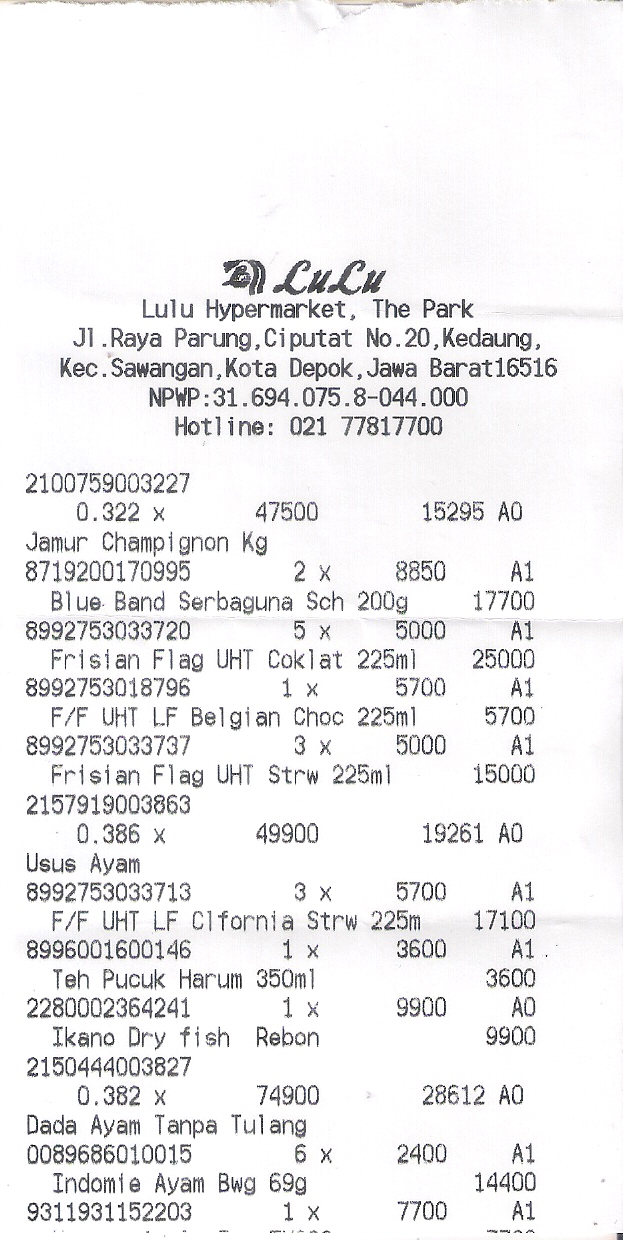 LuLu
Lulu Hypermarket, The Park
Jl.Raya Parung,Ciputat No.20,Kedaung,
Kec.Sawangan,Kota Depok,Jawa Barat16516
NPWP:31.694.075.8-044.000
Hotline: 021 77817700
2100759003227
0.322 x 47500 15295 A0
Jamur Champignon Kg
8719200170995 2 x 8850 A1
Blue Band Serbaguna Sch 200g 17700
8992753033720 5 x 5000 A1
Frisian Flag UHT Coklat 225ml 25000
8992753018796 1 x 5700 A1
F/F UHT LF Belgian Choc 225ml 5700
8992753033737 3 x 5000 A1
Frisian Flag UHT Strw 225ml 15000
2157919003863
0.386 x 49900 19261 A0
Usus Ayam
8992753033713 3 x 5700 A1
F/F UHT LF Clfornia Strw 225m 17100
8996001600146 1 x 3600 A1
Teh Pucuk Harum 350ml 3600
2280002364241 1 x 9900 A0
Ikano Dry fish Rebon 9900
2150444003827
0.382 x 74900 28612 A0
Dada Ayam Tanpa Tulang
0089686010015 6 x 2400 A1
Indomie Ayam Bwg 69g 14400
9311931152203 1 x 7700 A1